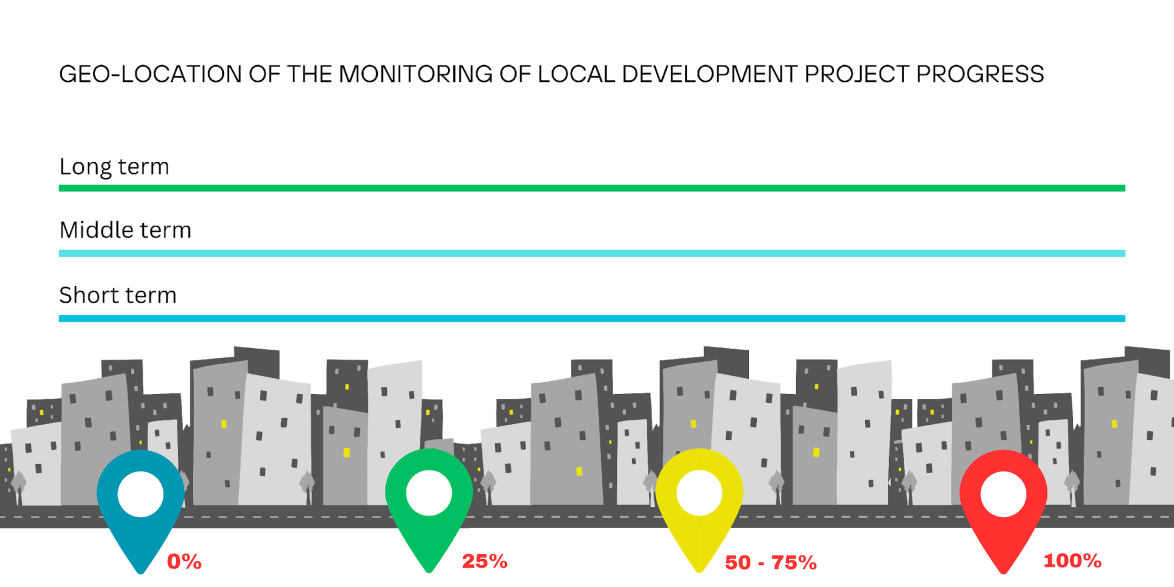 GEO-LOCATION OF THE MONITORING OF LOCAL DEVELOPMENT PROJECT PROGRESS
Long term
Middle term
Short term
0%
25%
50 - 75%
100%